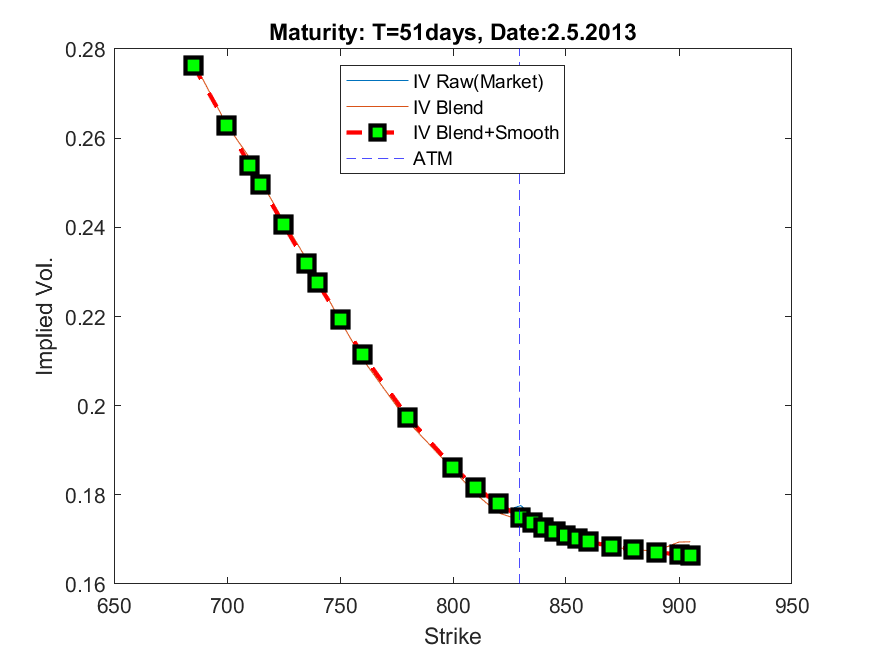 Maturity: T=51days, Date:2.5.2013
IV Raw(Market)
IV Blend
IV Blend+Smooth
ATM
Implied Vol.
0.28
0.26
0.24
0.22
0.2
0.18
0.16
650 700 750 800 850 900 950
Strike